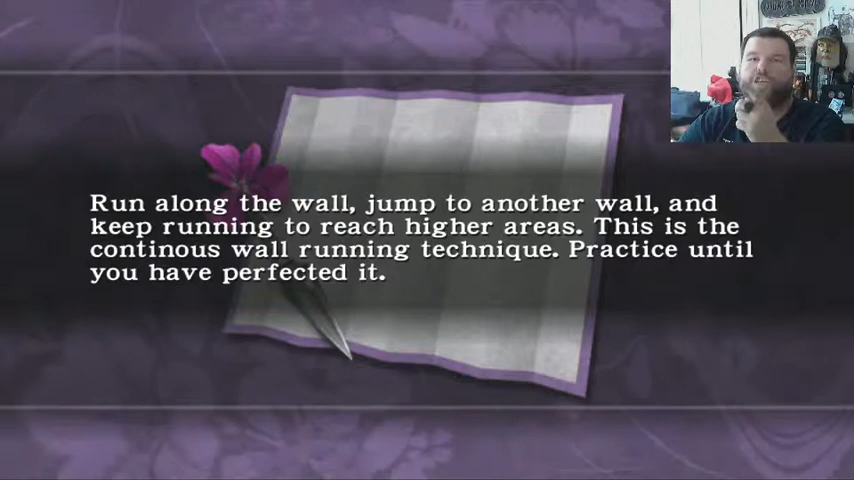 Run along the wall, jump to another wall, and
keep running to reach higher areas. This is the
continous wall running technique. Practice until
you have perfected it.